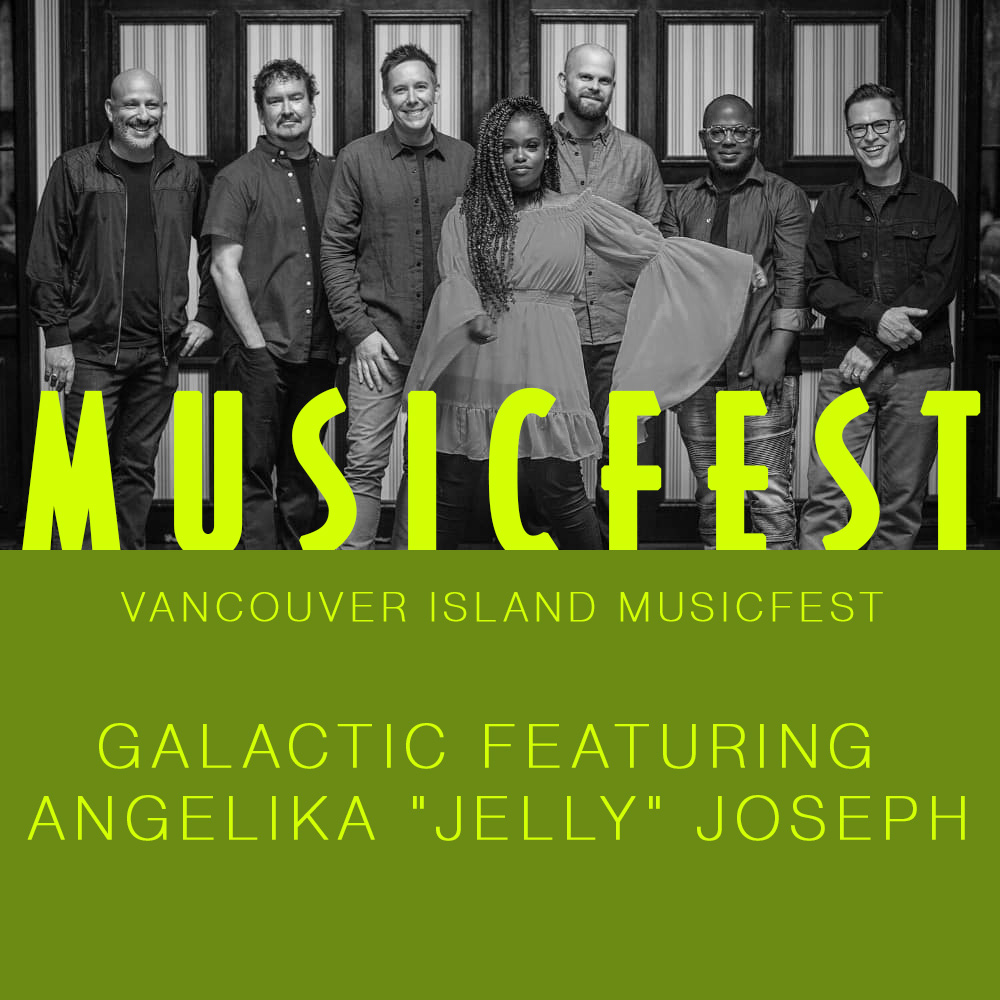 MUSICFEST
VANCOUVER ISLAND MUSICFEST
GALACTIC FEATURING
ANGELIKA "JELLY" JOSEPH